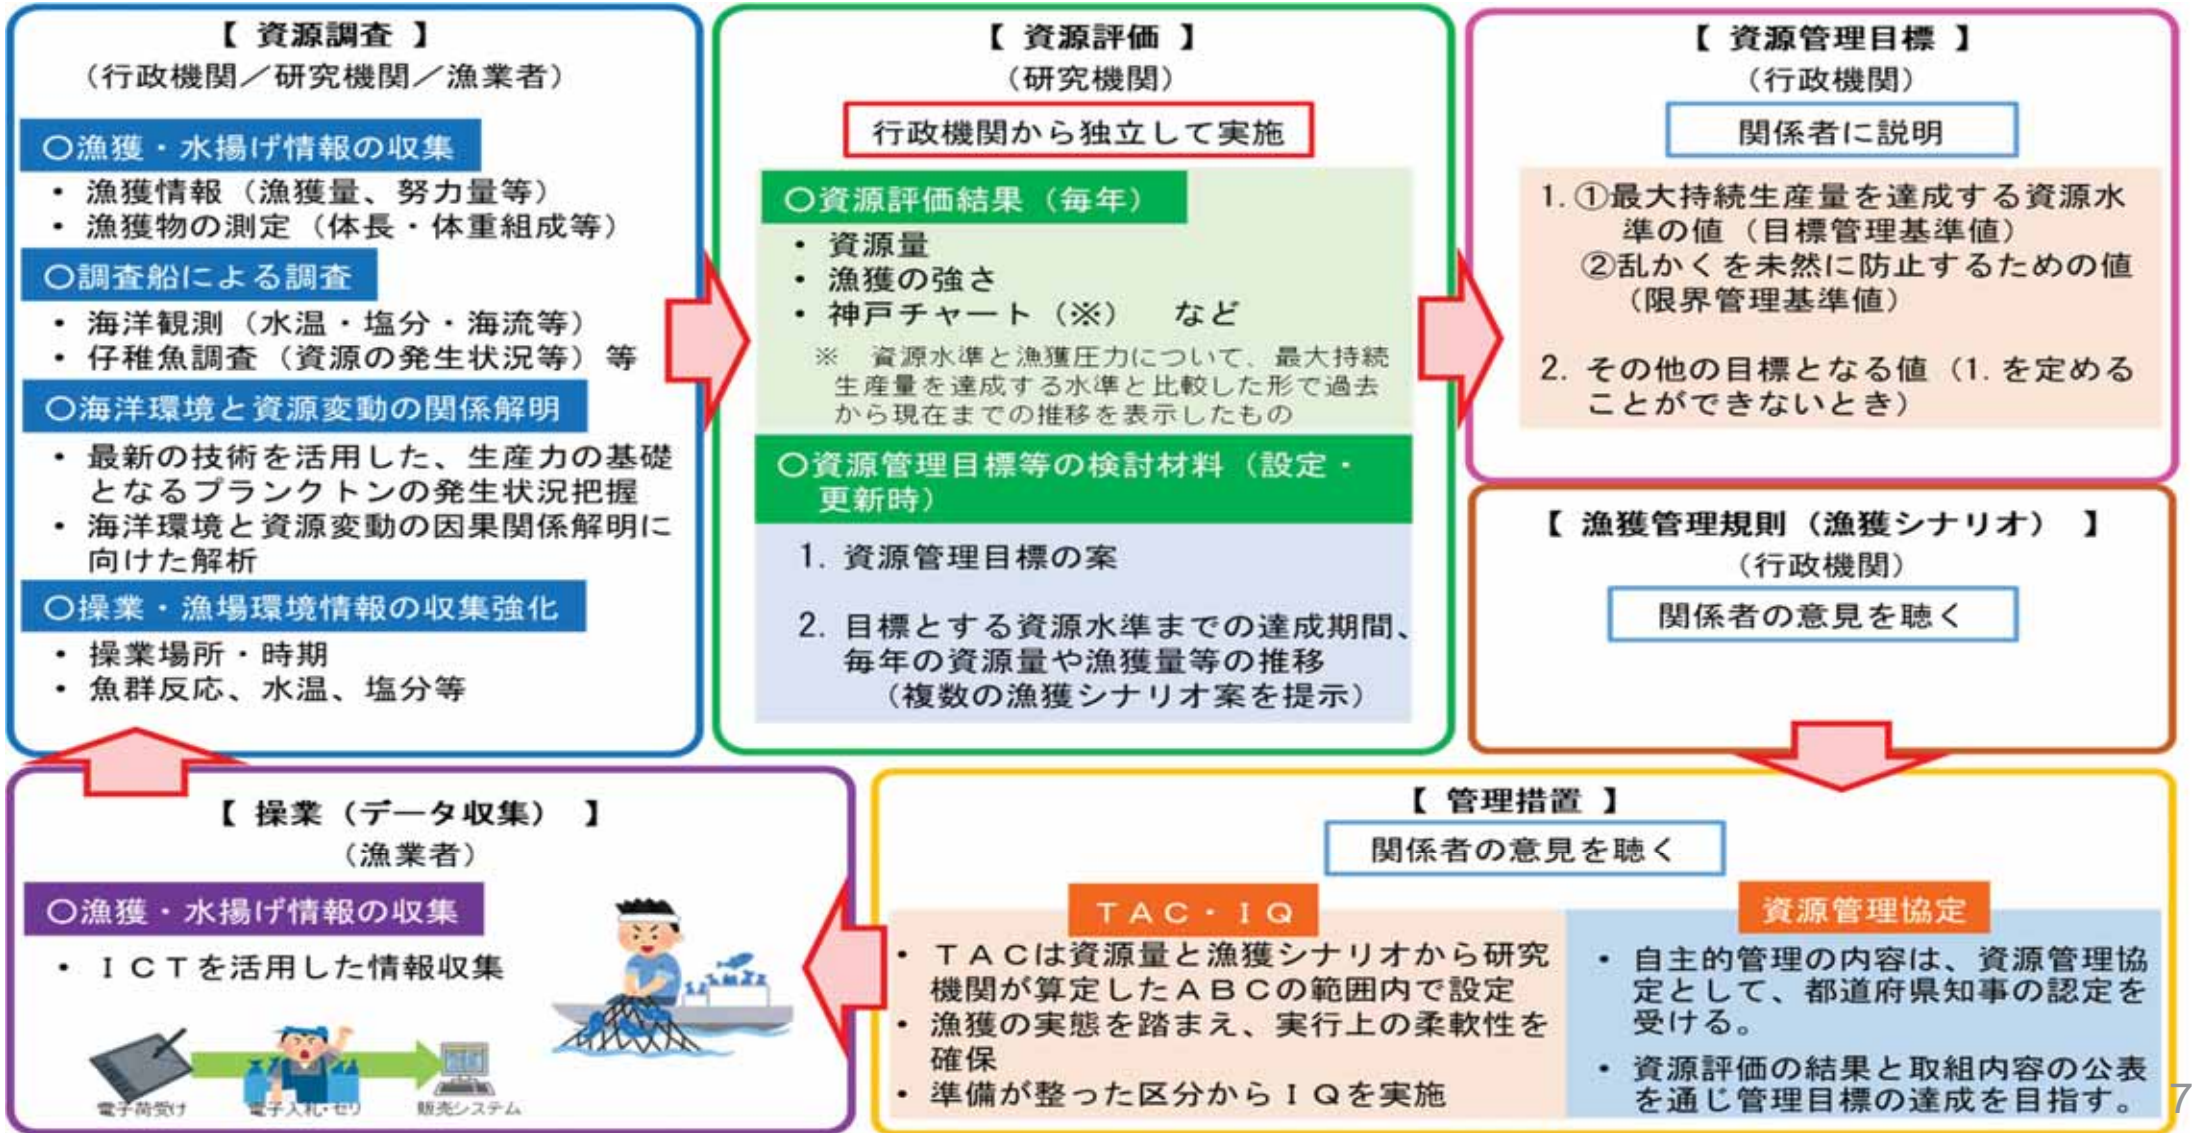 【 資源調査 】
（行政機関／研究機関／漁業者）
〇漁獲・水揚げ情報の収集
・ 漁獲情報（漁獲量、努力量等）
・ 漁獲物の測定（体長・体重組成等）
〇調査船による調査
・ 海洋観測（水温・塩分・海流等）
・ 仔稚魚調査（資源の発生状況等）等
〇海洋環境と資源変動の関係解明
・ 最新の技術を活用した、生産力の基礎
となるプランクトンの発生状況把握
・ 海洋環境と資源変動の因果関係解明に
向けた解析
〇操業・漁場環境情報の収集強化
・ 操業場所・時期
・ 魚群反応、水温、塩分等
【 資源評価 】
（研究機関）
行政機関から独立して実施
〇資源評価結果（毎年）
・ 資源量
・ 漁獲の強さ
・ 神戸チャート（※） など
※ 資源水準と漁獲圧力について、最大持続
生産量を達成する水準と比較した形で過去
から現在までの推移を表示したもの
〇資源管理目標等の検討材料（設定・
更新時）
1. 資源管理目標の案
2. 目標とする資源水準までの達成期間、
毎年の資源量や漁獲量等の推移
（複数の漁獲シナリオ案を提示）
【 資源管理目標 】
（行政機関）
関係者に説明
1. ①最大持続生産量を達成する資源水
準の値（目標管理基準値）
②乱かくを未然に防止するための値
（限界管理基準値）
2. その他の目標となる値（1. を定める
ことができないとき）
【 漁獲管理規則（漁獲シナリオ） 】
（行政機関）
関係者の意見を聴く
【 管理措置 】
関係者の意見を聴く
ＴＡＣ・ＩＱ
・ ＴＡＣは資源量と漁獲シナリオから研究
機関が算定したＡＢＣの範囲内で設定
・ 漁獲の実態を踏まえ、実行上の柔軟性を
確保
・ 準備が整った区分からＩＱを実施
資源管理協定
・ 自主的管理の内容は、資源管理協
定として、都道府県知事の認定を
受ける。
・ 資源評価の結果と取組内容の公表
を通じ管理目標の達成を目指す。
【 操業（データ収集） 】
（漁業者）
〇漁獲・水揚げ情報の収集
・ ＩＣＴを活用した情報収集
電子荷受け
電子入札・セリ
販売システム
7